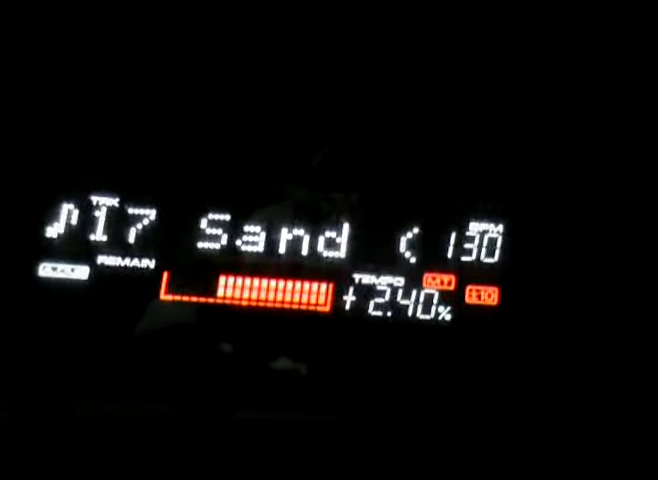 TRK BPM
♪17 Sand ( 130
REMAIN
TEMPO MT
+2.40% ±10